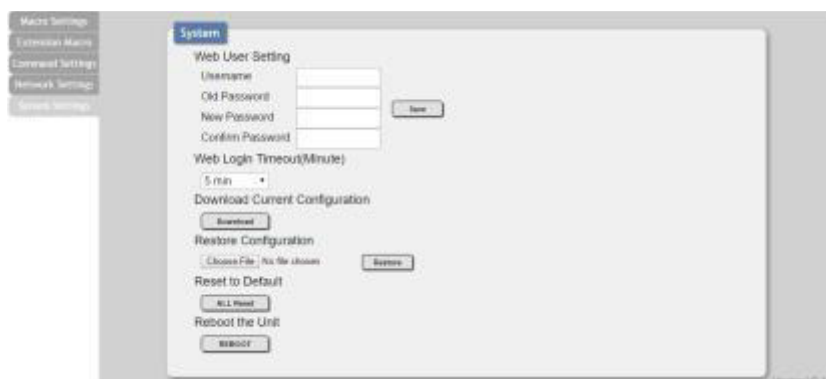 Macro Settings
Extension Macro
Command Settings
Network Settings
System Settings
System
Web User Setting
Username
Old Password
New Password
Confirm Password
Save
Web Login Timeout(Minute)
5 min
Download Current Configuration
Download
Restore Configuration
Choose File No file chosen
Restore
Reset to Default
ALL Reset
Reboot the Unit
REBOOT